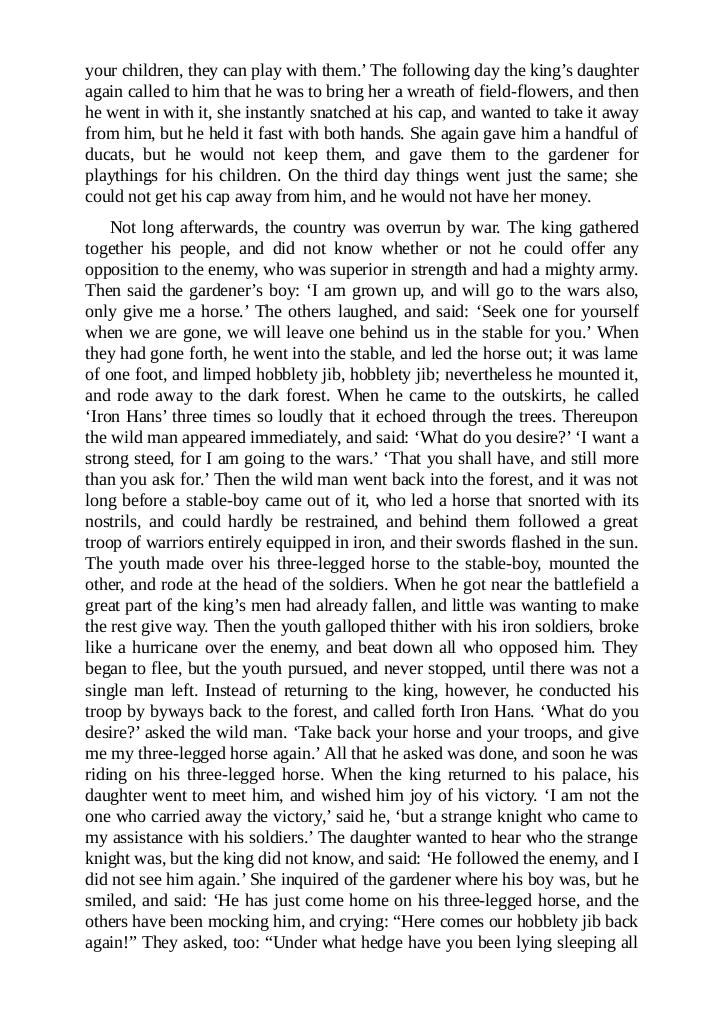 your children, they can play with them.’ The following day the king’s daughter
again called to him that he was to bring her a wreath of field-flowers, and then
he went in with it, she instantly snatched at his cap, and wanted to take it away
from him, but he held it fast with both hands. She again gave him a handful of
ducats, but he would not keep them, and gave them to the gardener for
playthings for his children. On the third day things went just the same; she
could not get his cap away from him, and he would not have her money.
Not long afterwards, the country was overrun by war. The king gathered
together his people, and did not know whether or not he could offer any
opposition to the enemy, who was superior in strength and had a mighty army.
Then said the gardener’s boy: ‘I am grown up, and will go to the wars also,
only give me a horse.’ The others laughed, and said: ‘Seek one for yourself
when we are gone, we will leave one behind us in the stable for you.’ When
they had gone forth, he went into the stable, and led the horse out; it was lame
of one foot, and limped hobblety jib, hobblety jib; nevertheless he mounted it,
and rode away to the dark forest. When he came to the outskirts, he called
‘Iron Hans’ three times so loudly that it echoed through the trees. Thereupon
the wild man appeared immediately, and said: ‘What do you desire?’ ‘I want a
strong steed, for I am going to the wars.’ ‘That you shall have, and still more
than you ask for.’ Then the wild man went back into the forest, and it was not
long before a stable-boy came out of it, who led a horse that snorted with its
nostrils, and could hardly be restrained, and behind them followed a great
troop of warriors entirely equipped in iron, and their swords flashed in the sun.
The youth made over his three-legged horse to the stable-boy, mounted the
other, and rode at the head of the soldiers. When he got near the battlefield a
great part of the king’s men had already fallen, and little was wanting to make
the rest give way. Then the youth galloped thither with his iron soldiers, broke
like a hurricane over the enemy, and beat down all who opposed him. They
began to flee, but the youth pursued, and never stopped, until there was not a
single man left. Instead of returning to the king, however, he conducted his
troop by byways back to the forest, and called forth Iron Hans. ‘What do you
desire?’ asked the wild man. ‘Take back your horse and your troops, and give
me my three-legged horse again.’ All that he asked was done, and soon he was
riding on his three-legged horse. When the king returned to his palace, his
daughter went to meet him, and wished him joy of his victory. ‘I am not the
one who carried away the victory,’ said he, ‘but a strange knight who came to
my assistance with his soldiers.’ The daughter wanted to hear who the strange
knight was, but the king did not know, and said: ‘He followed the enemy, and I
did not see him again.’ She inquired of the gardener where his boy was, but he
smiled, and said: ‘He has just come home on his three-legged horse, and the
others have been mocking him, and crying: “Here comes our hobblety jib back
again!” They asked, too: “Under what hedge have you been lying sleeping all